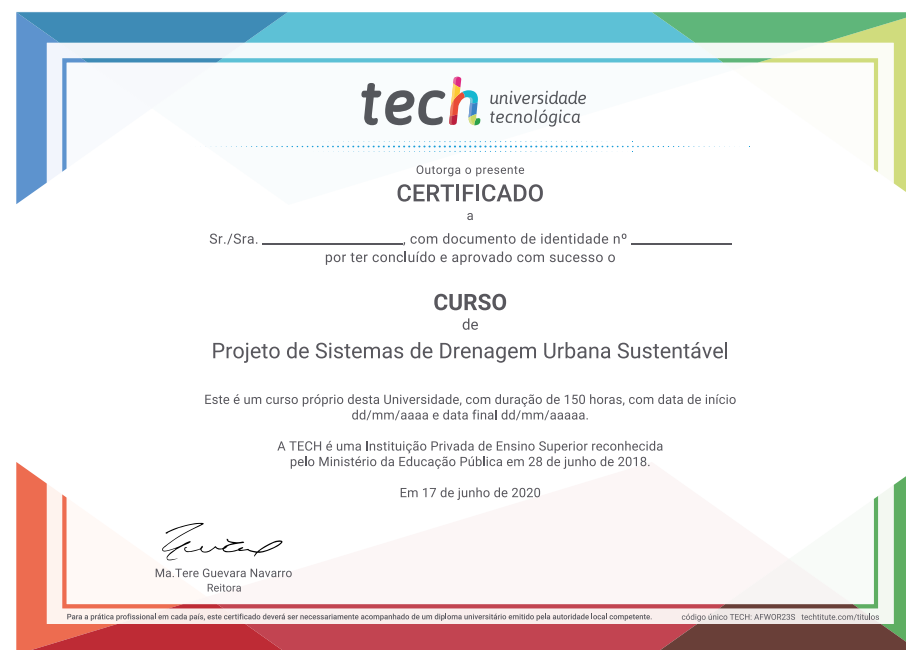 tech universidade
tecnológica
Outorga o presente
CERTIFICADO
a
Sr./Sra. ____________________, com documento de identidade nº ______________
por ter concluído e aprovado com sucesso o
CURSO
de
Projeto de Sistemas de Drenagem Urbana Sustentável
Este é um curso próprio desta Universidade, com duração de 150 horas, com data de início
dd/mm/aaaa e data final dd/mm/aaaaa.
A TECH é uma Instituição Privada de Ensino Superior reconhecida
pelo Ministério da Educação Pública em 28 de junho de 2018.
Em 17 de junho de 2020
Ma.Tere Guevara Navarro
Reitora
Para a prática profissional em cada país, este certificado deverá ser necessariamente acompanhado de um diploma universitário emitido pela autoridade local competente. código único TECH: AFWOR23S techtitute.com/titulos